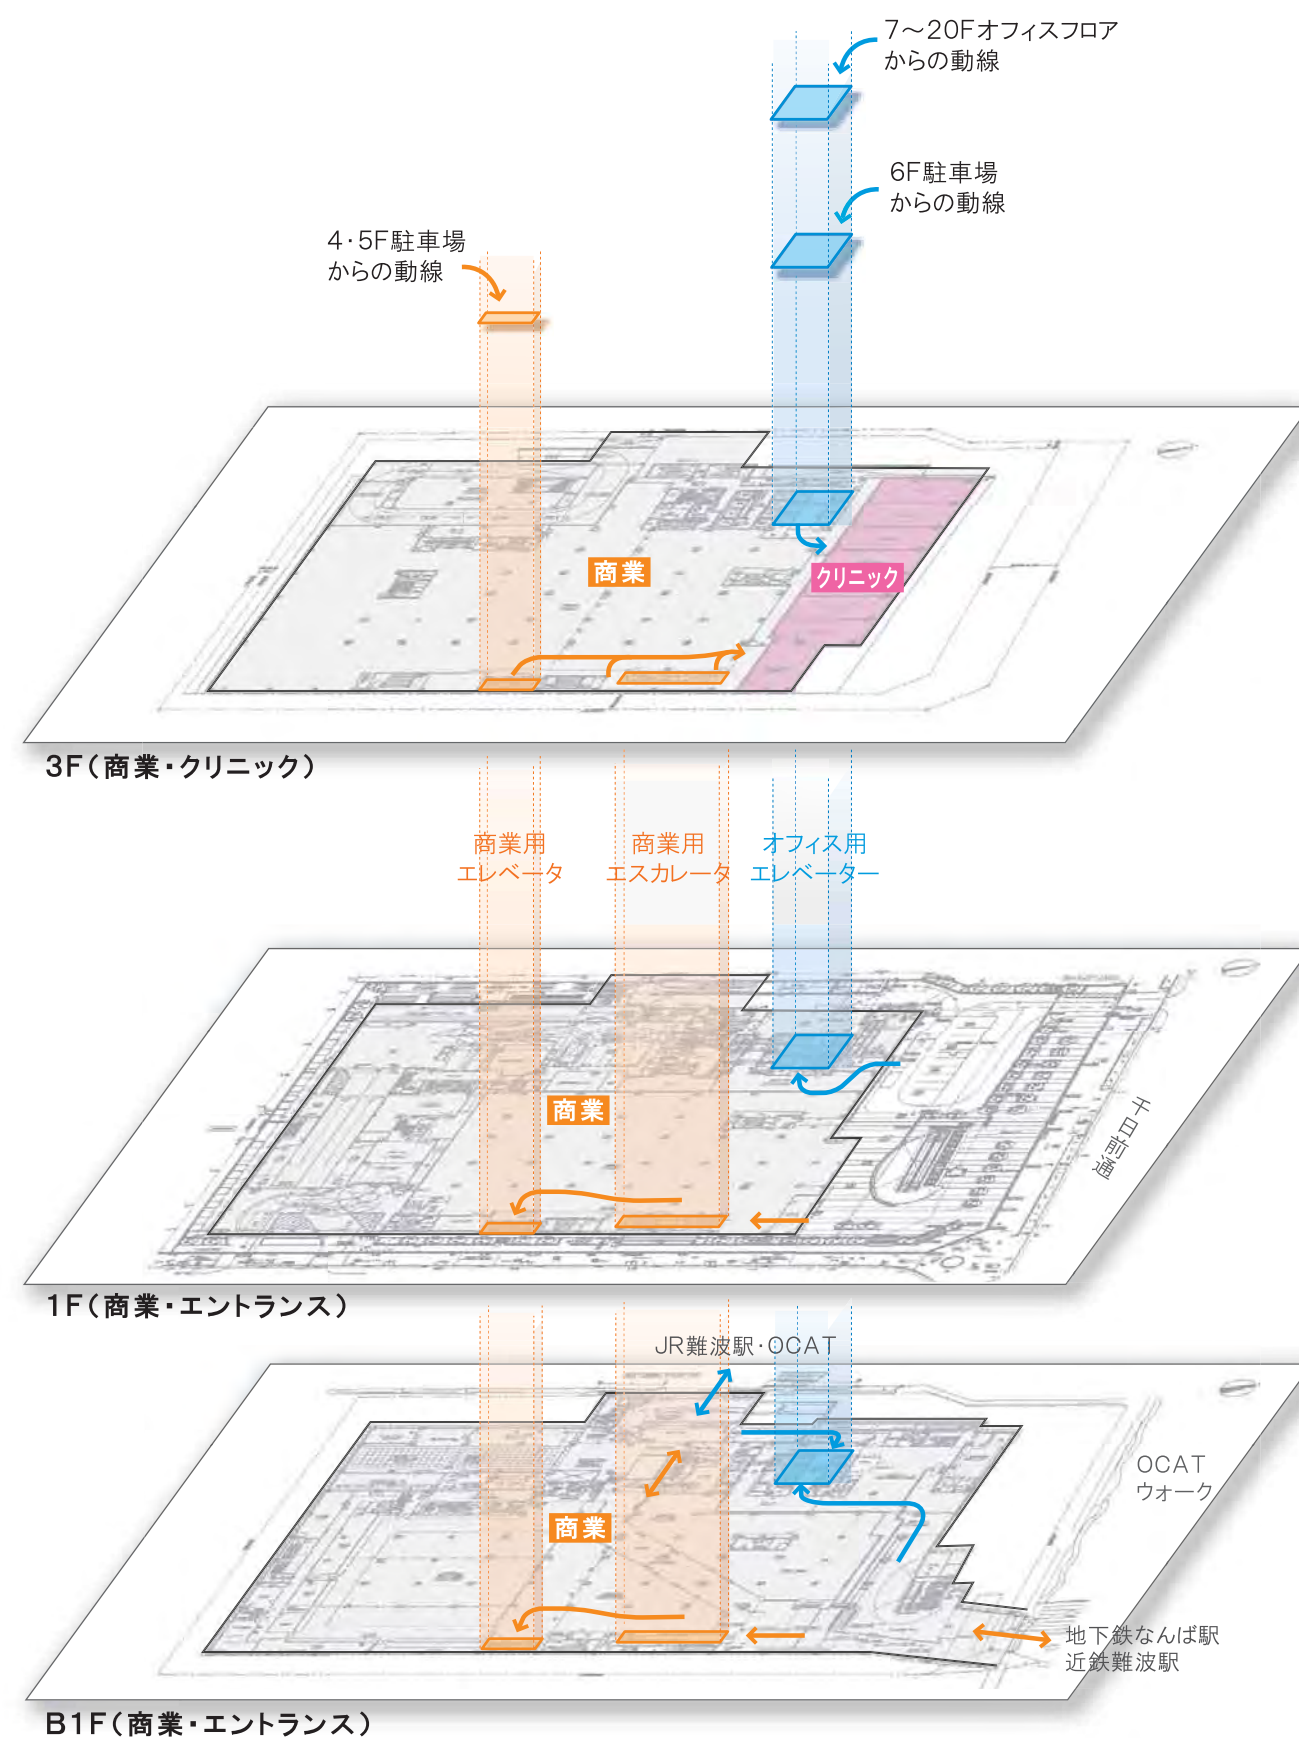 7〜20Fオフィスフロア
からの動線
6F駐車場
からの動線
4・5F駐車場
からの動線
商業
クリニック
3F（商業・クリニック）
商業用
エレベータ
商業用
エスカレータ
オフィス用
エレベーター
商業
千日前通
1F（商業・エントランス）
JR難波駅・OCAT
OCAT
ウォーク
商業
地下鉄なんば駅
近鉄難波駅
B1F（商業・エントランス）